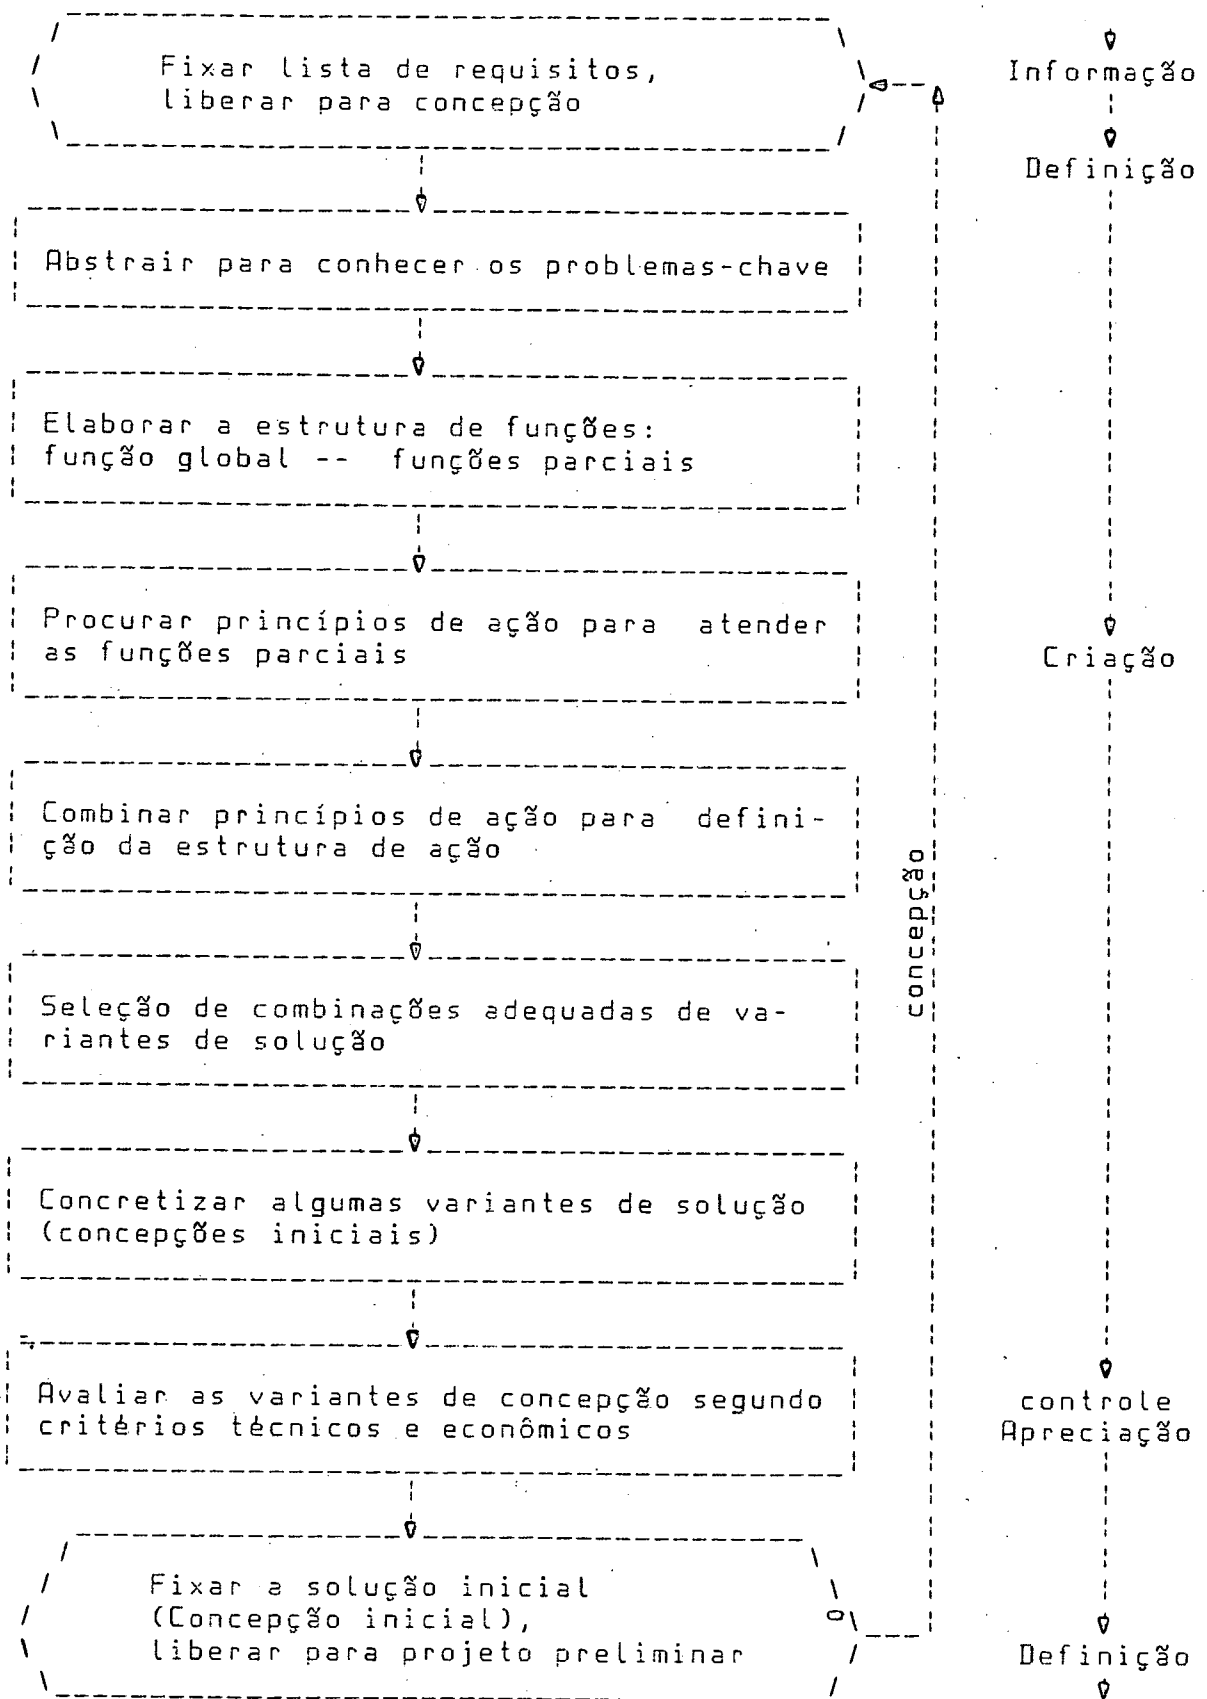 Fixar lista de requisitos,
liberar para concepção
Informação
Definição
Abstrair para conhecer os problemas-chave
Elaborar a estrutura de funções:
função global -- funções parciais
Procurar princípios de ação para atender
as funções parciais
Criação
Combinar princípios de ação para defini-
ção da estrutura de ação
concepção
Seleção de combinações adequadas de va-
riantes de solução
Concretizar algumas variantes de solução
(concepções iniciais)
Avaliar as variantes de concepção segundo
critérios técnicos e econômicos
controle
Apreciação
Fixar a solução inicial
(Concepção inicial),
liberar para projeto preliminar
Definição